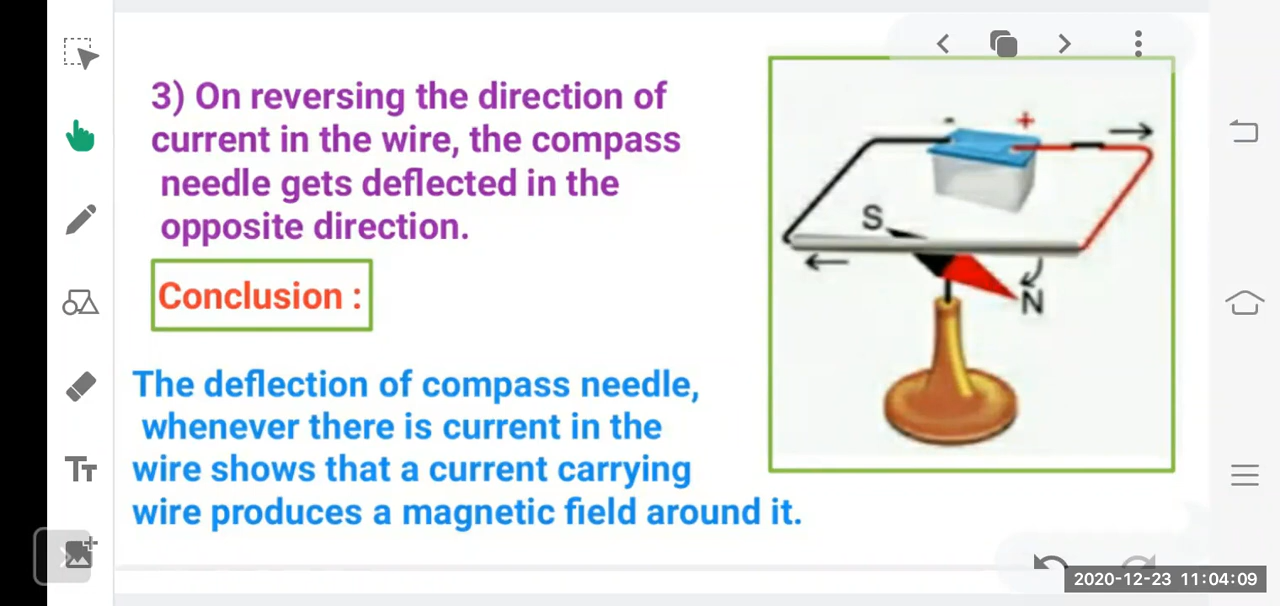 3) On reversing the direction of
current in the wire, the compass
needle gets deflected in the
opposite direction.
Conclusion :
The deflection of compass needle,
whenever there is current in the
wire shows that a current carrying
wire produces a magnetic field around it.
- +
S
N
TT
2020-12-23 11:04:09